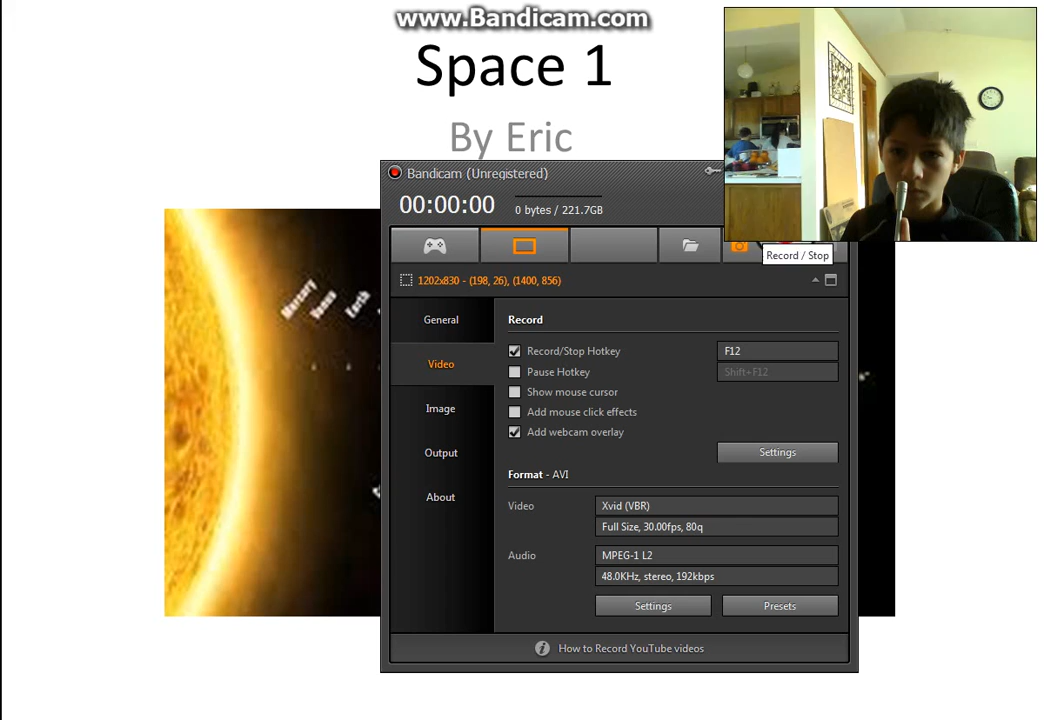 www.Bandicam.com
Space 1
By Eric
Bandicam (Unregistered)
00:00:00
0 bytes / 221.7GB
Record / Stop
1202x830 - (198, 26), (1400, 856)
Mercury
Venus
Earth
General
Video
Image
Output
About
Record
Record/Stop Hotkey
F12
Pause Hotkey
Shift+F12
Show mouse cursor
Add mouse click effects
Add webcam overlay
Settings
Format - AVI
Video
Xvid (VBR)
Full Size, 30.00fps, 80q
Audio
MPEG-1 L2
48.0KHz, stereo, 192kbps
Settings
Presets
How to Record YouTube videos